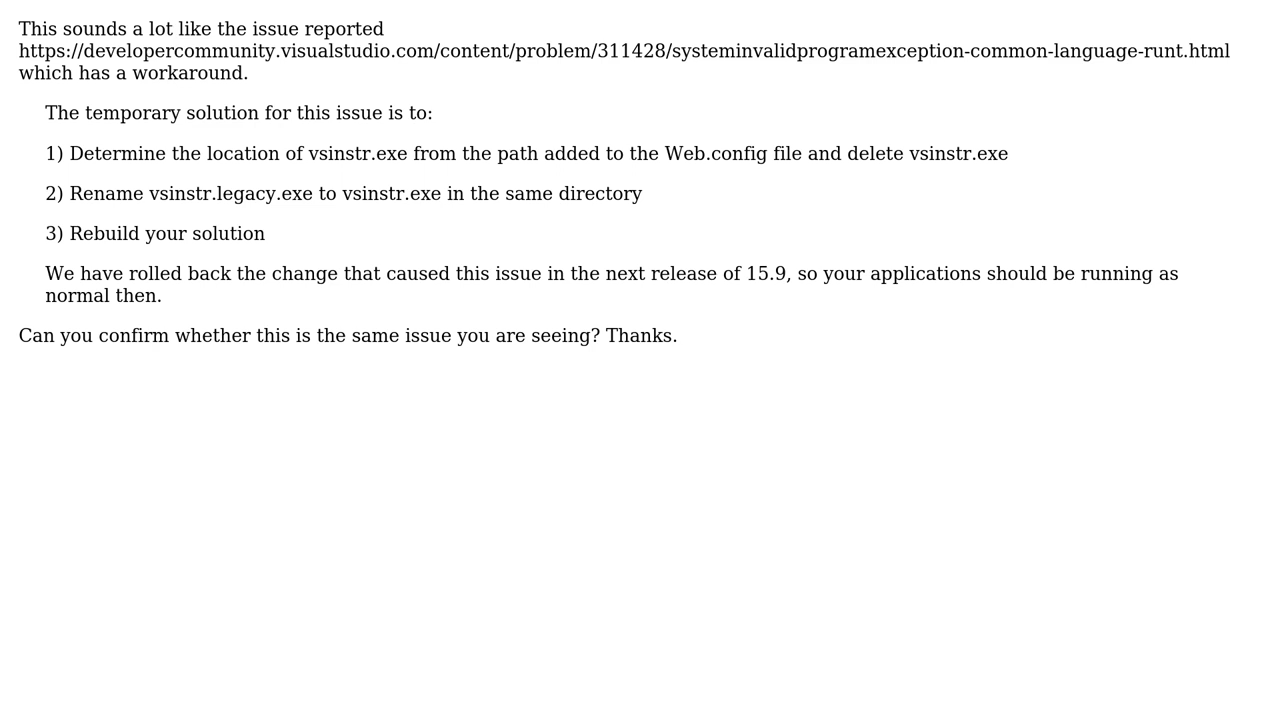 This sounds a lot like the issue reported
https://developercommunity.visualstudio.com/content/problem/311428/systeminvalidprogramexception-common-language-runt.html
which has a workaround.
The temporary solution for this issue is to:
1) Determine the location of vsinstr.exe from the path added to the Web.config file and delete vsinstr.exe
2) Rename vsinstr.legacy.exe to vsinstr.exe in the same directory
3) Rebuild your solution
We have rolled back the change that caused this issue in the next release of 15.9, so your applications should be running as
normal then.
Can you confirm whether this is the same issue you are seeing? Thanks.